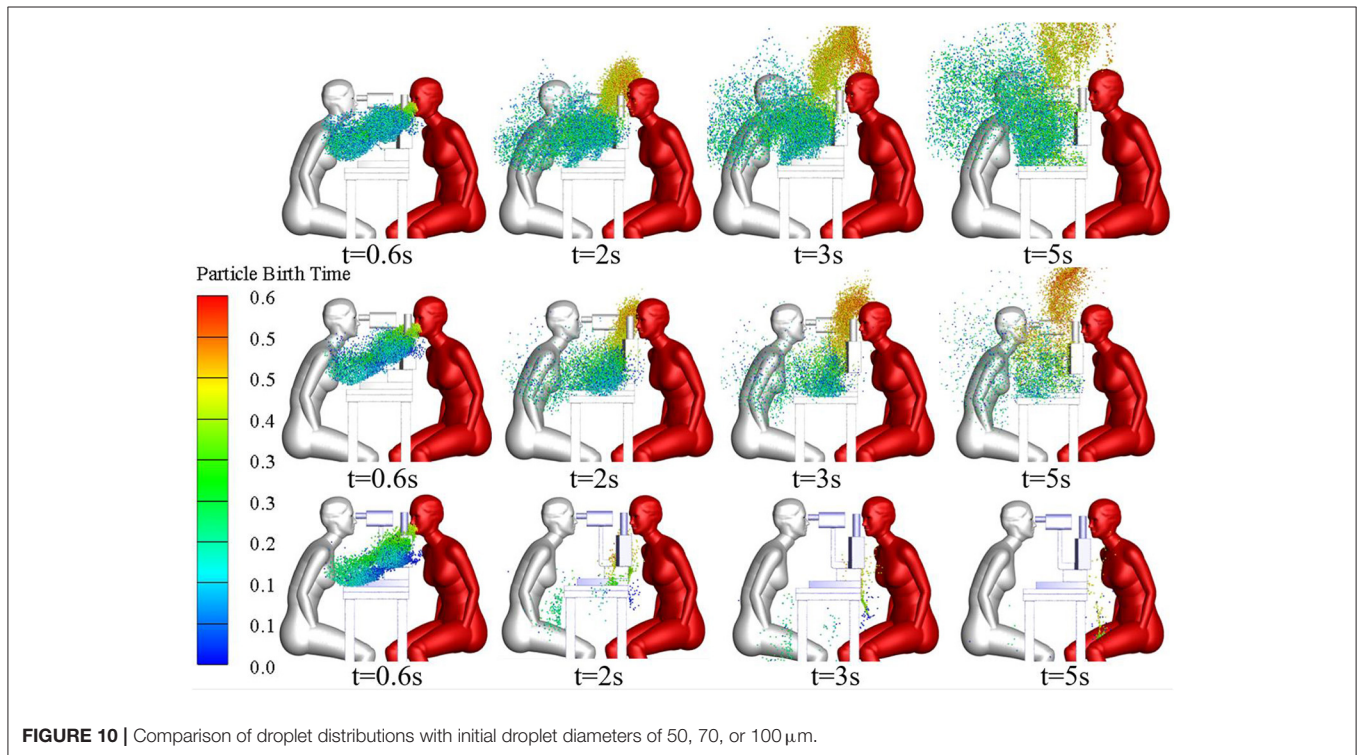 t=0.6s t=2s t=3s t=5s
Particle Birth Time
0.6
0.5
0.5
0.4
0.3
0.3
0.2
0.1
0.1
0.0
t=0.6s t=2s t=3s t=5s
t=0.6s t=2s t=3s t=5s
FIGURE 10 | Comparison of droplet distributions with initial droplet diameters of 50, 70, or 100 μm.